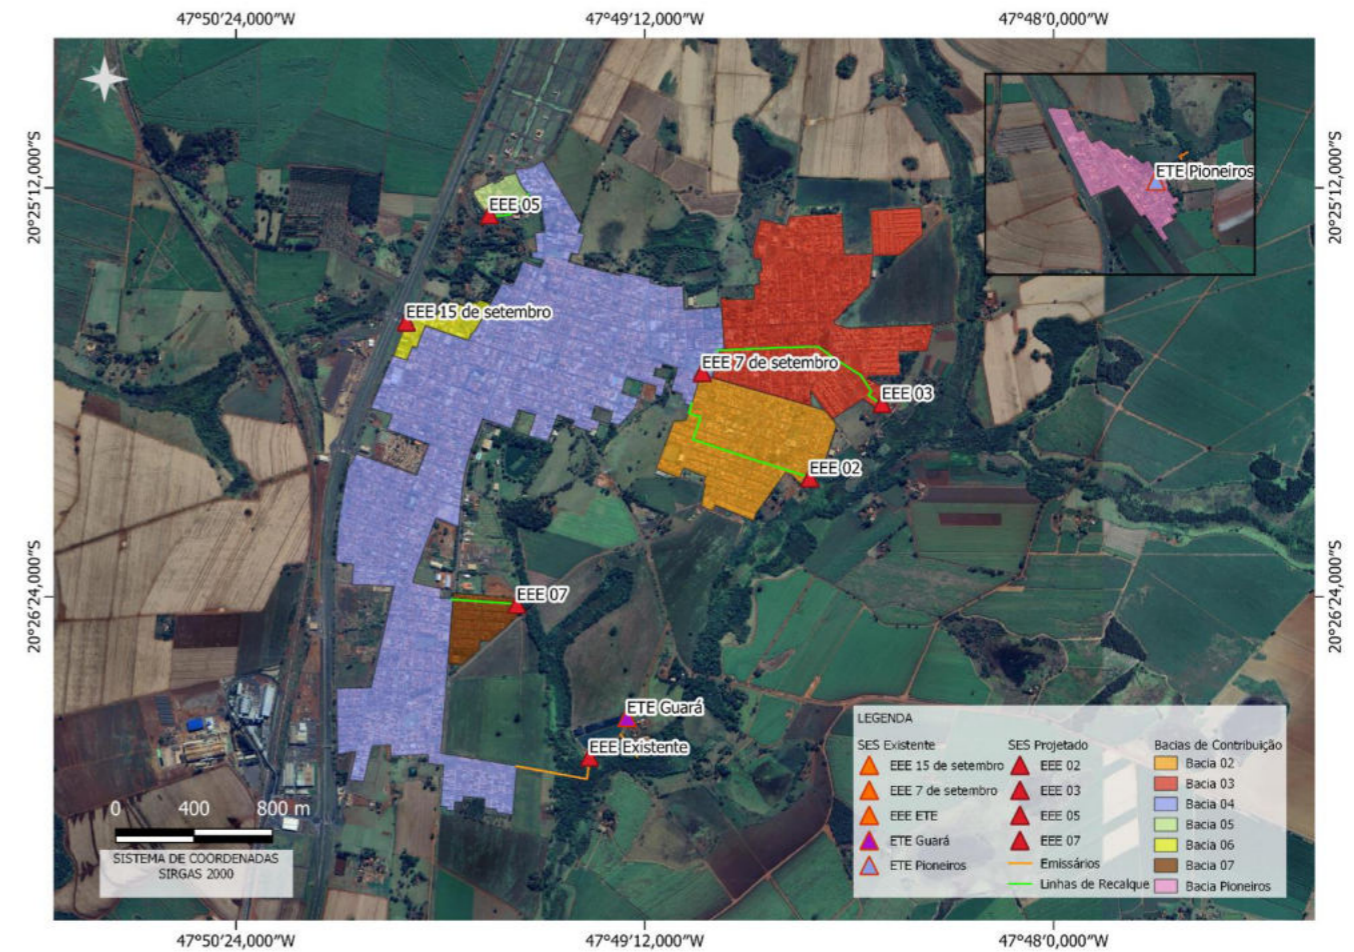 47°50'24,000"W
47°49'12,000"W
47°48'0,000"W
20°25'12,000"S
20°25'12,000"S
ETE Pioneiros
EEE 05
EEE 15 de setembro
EEE 7 de setembro
EEE 03
EEE 02
20°26'24,000"S
20°26'24,000"S
EEE 07
ETE Guará
EEE Existente
0 400 800 m
SISTEMA DE COORDENADAS
SIRGAS 2000
LEGENDA
SES Existente
EEE 15 de setembro
EEE 7 de setembro
EEE ETE
ETE Guará
ETE Pioneiros
SES Projetado
EEE 02
EEE 03
EEE 05
EEE 07
Emissários
Linhas de Recalque
Bacias de Contribuição
Bacia 02
Bacia 03
Bacia 04
Bacia 05
Bacia 06
Bacia 07
Bacia Pioneiros
47°50'24,000"W
47°49'12,000"W
47°48'0,000"W